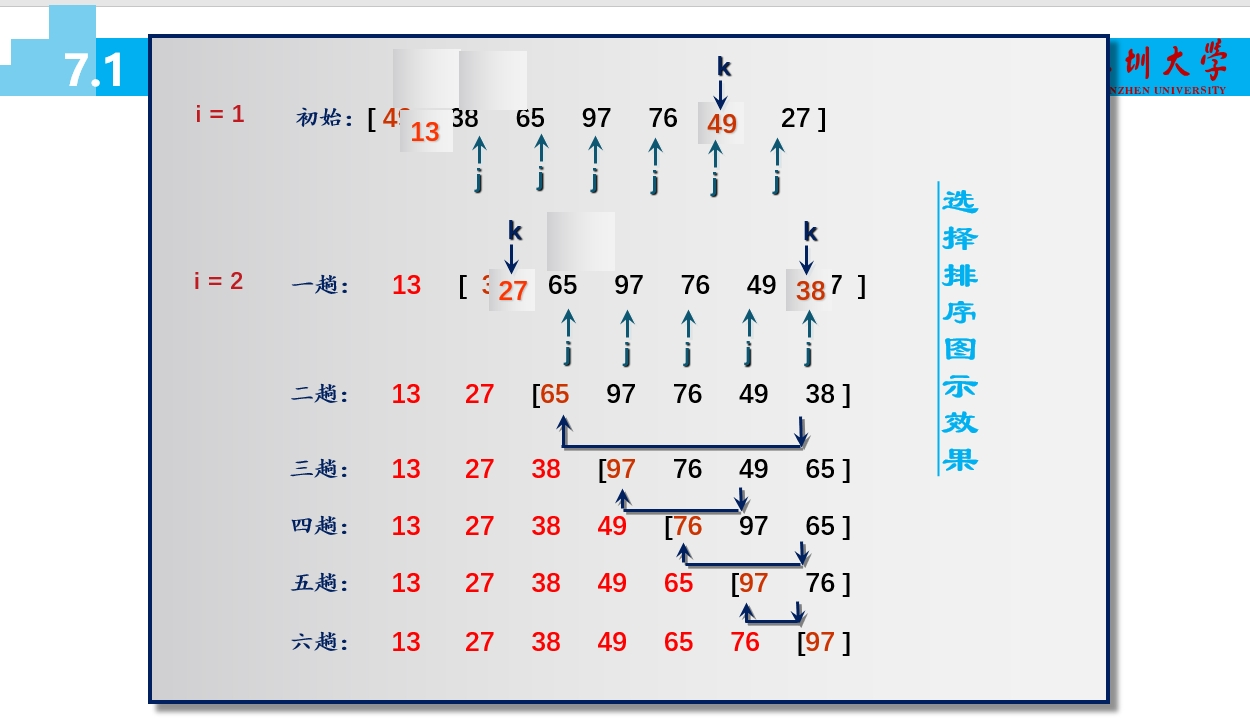 7.1
圳大学
NZHEN UNIVERSITY
k
i = 1 初始： [ 49 38 65 97 76 49 27 ]
13
j j j j j j
k k
i = 2 一趟： 13 [ 27 65 97 76 49 38 7 ]
j j j j j
二趟： 13 27 [65 97 76 49 38 ]
三趟： 13 27 38 [97 76 49 65 ]
四趟： 13 27 38 49 [76 97 65 ]
五趟： 13 27 38 49 65 [97 76 ]
六趟： 13 27 38 49 65 76 [97 ]
选择排序图示效果